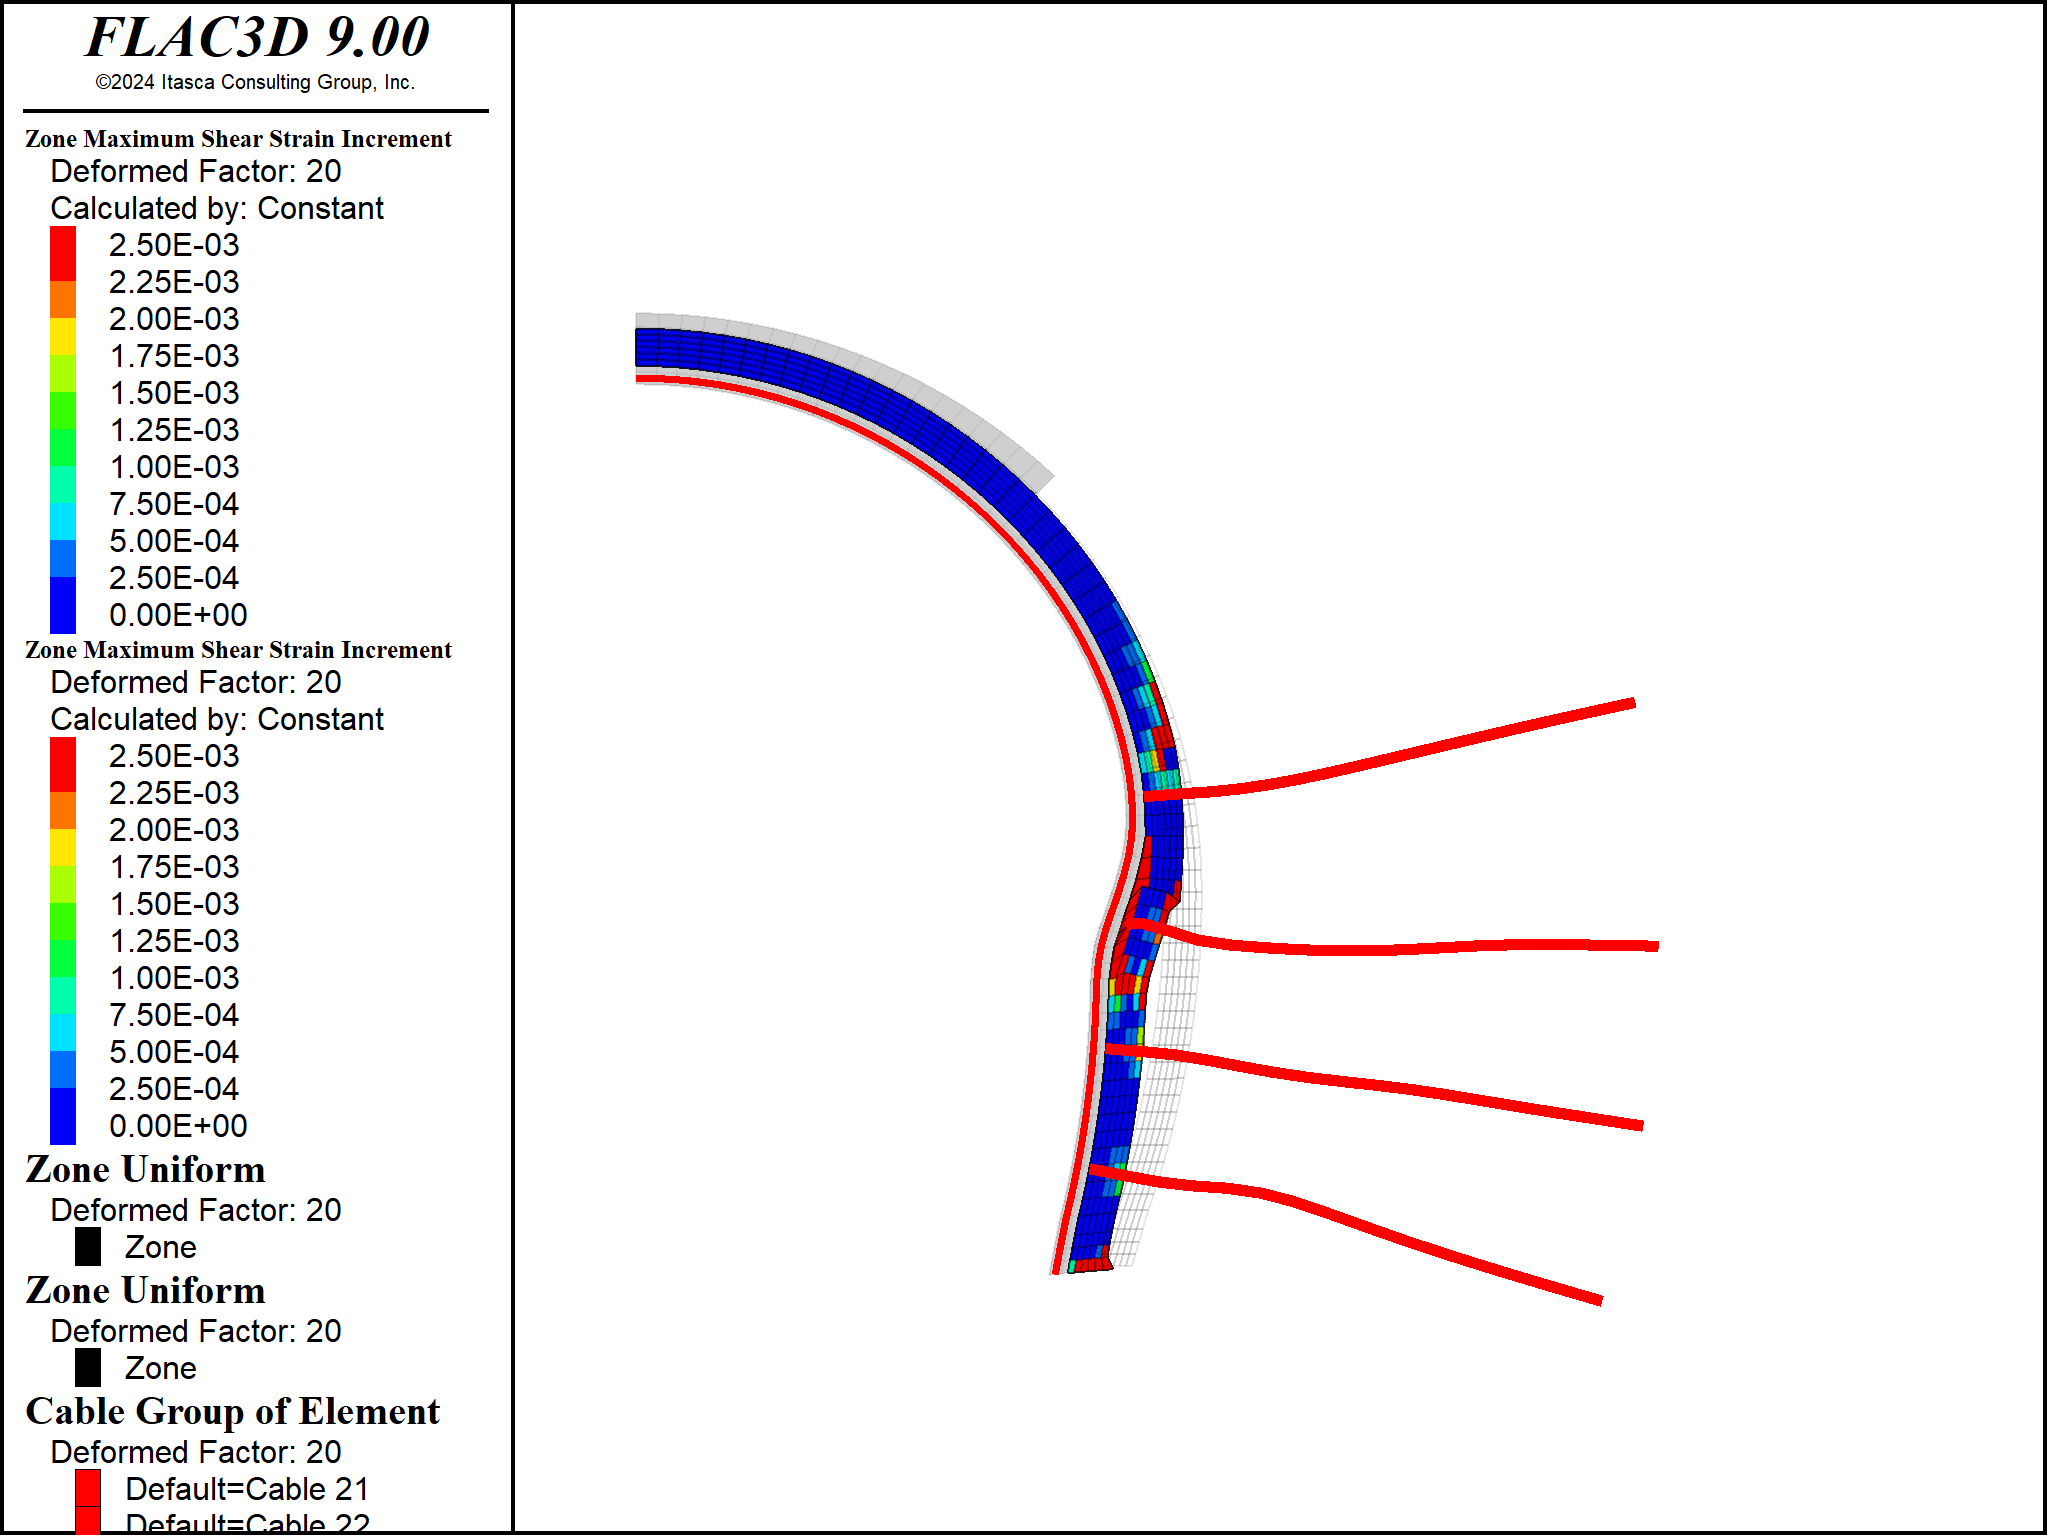 FLAC3D 9.00
©2024 Itasca Consulting Group, Inc.
Zone Maximum Shear Strain Increment
Deformed Factor: 20
Calculated by: Constant
2.50E-03
2.25E-03
2.00E-03
1.75E-03
1.50E-03
1.25E-03
1.00E-03
7.50E-04
5.00E-04
2.50E-04
0.00E+00
Zone Maximum Shear Strain Increment
Deformed Factor: 20
Calculated by: Constant
2.50E-03
2.25E-03
2.00E-03
1.75E-03
1.50E-03
1.25E-03
1.00E-03
7.50E-04
5.00E-04
2.50E-04
0.00E+00
Zone Uniform
Deformed Factor: 20
Zone
Zone Uniform
Deformed Factor: 20
Zone
Cable Group of Element
Deformed Factor: 20
Default=Cable 21
Default=Cable 22